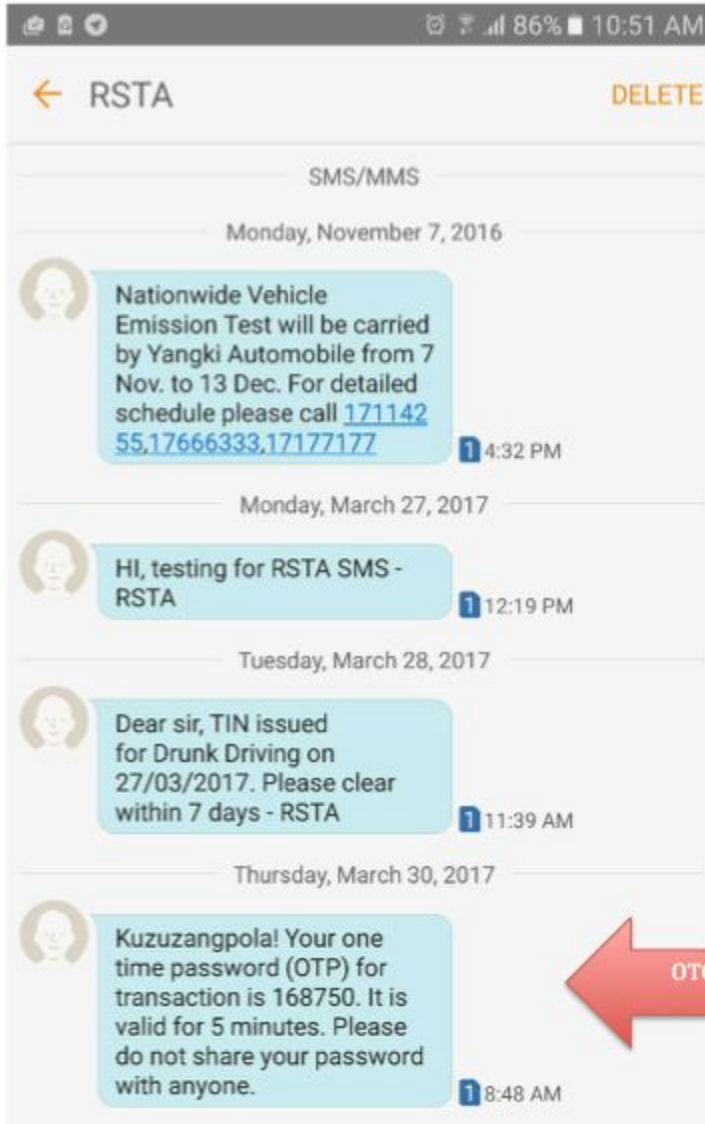 86% 10:51 AM
RSTA DELETE
SMS/MMS
Monday, November 7, 2016
Nationwide Vehicle
Emission Test will be carried
by Yangki Automobile from 7
Nov. to 13 Dec. For detailed
schedule please call 171142
55,17666333,17177177
1 4:32 PM
Monday, March 27, 2017
HI, testing for RSTA SMS -
RSTA
1 12:19 PM
Tuesday, March 28, 2017
Dear sir, TIN issued
for Drunk Driving on
27/03/2017. Please clear
within 7 days - RSTA
1 11:39 AM
Thursday, March 30, 2017
Kuzuzangpola! Your one
time password (OTP) for
transaction is 168750. It is
valid for 5 minutes. Please
do not share your password
with anyone.
1 8:48 AM